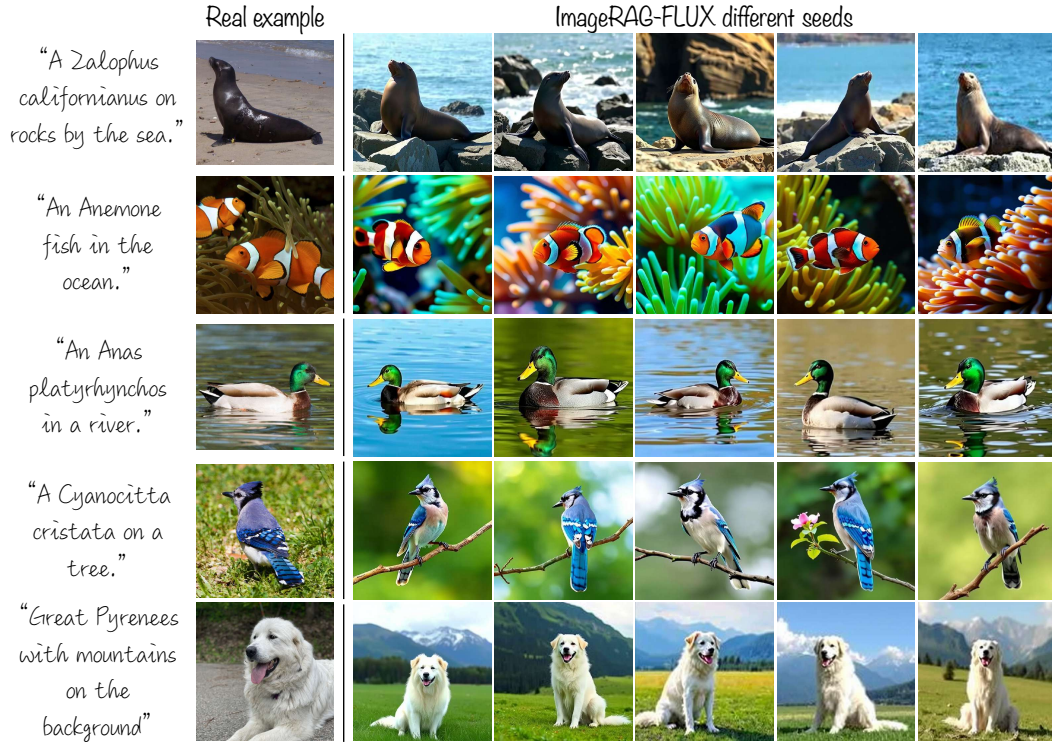 Real example
ImageRAG-FLUX different seeds
“A Zalophus
californianus on
rocks by the sea.”
“An Anemone
fish in the
ocean.”
“An Anas
platyrhynchos
in a river.”
“A Cyanocitta
cristata on a
tree.”
“Great Pyrenees
with mountains
on the
background”